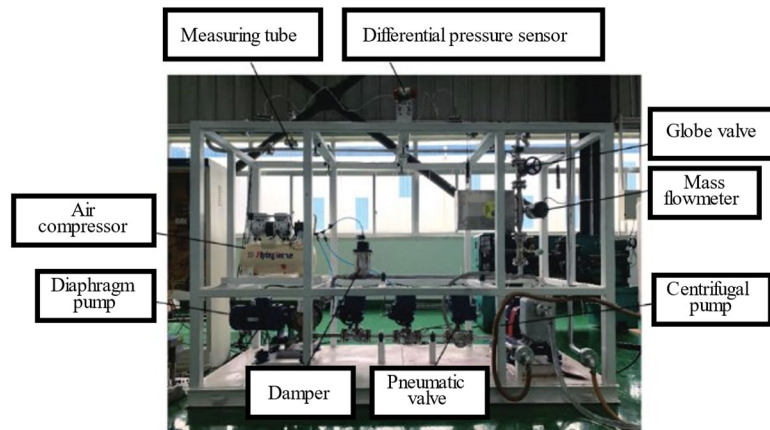 Measuring tube
Differential pressure sensor
Globe valve
Mass
flowmeter
Air
compressor
Diaphragm
pump
Centrifugal
pump
Damper
Pneumatic
valve